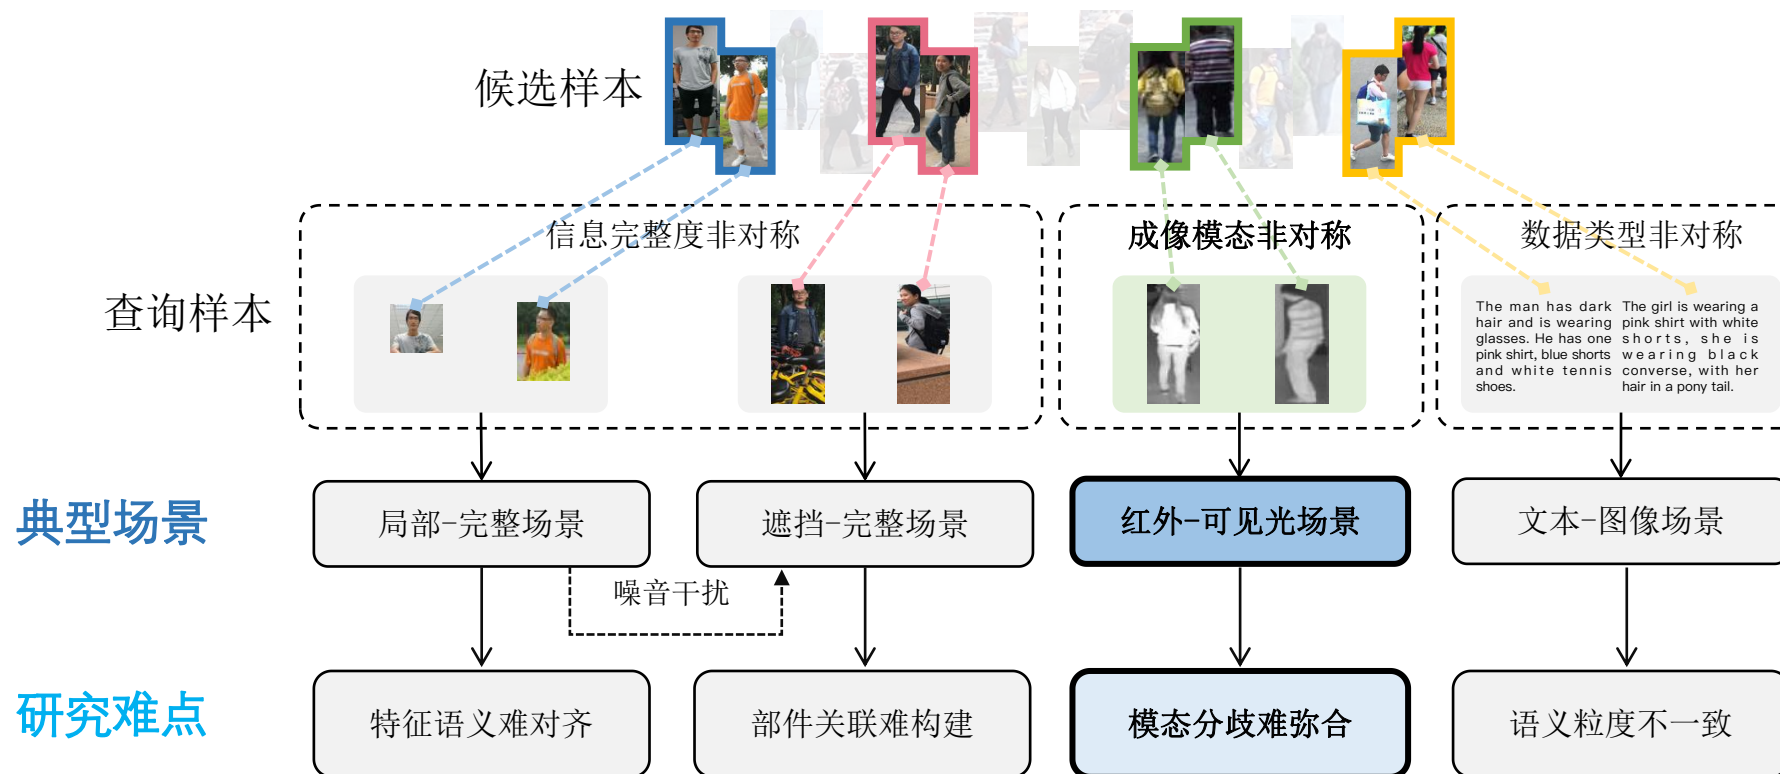 候选样本
信息完整度非对称
成像模态非对称
数据类型非对称
查询样本
The man has dark
hair and is wearing
glasses. He has one
pink shirt, blue shorts
and white tennis
shoes.
The girl is wearing a
pink shirt with white
shorts, she is
wearing black
converse, with her
hair in a pony tail.
典型场景
局部-完整场景
遮挡-完整场景
红外-可见光场景
文本-图像场景
噪音干扰
研究难点
特征语义难对齐
部件关联难构建
模态分歧难弥合
语义粒度不一致